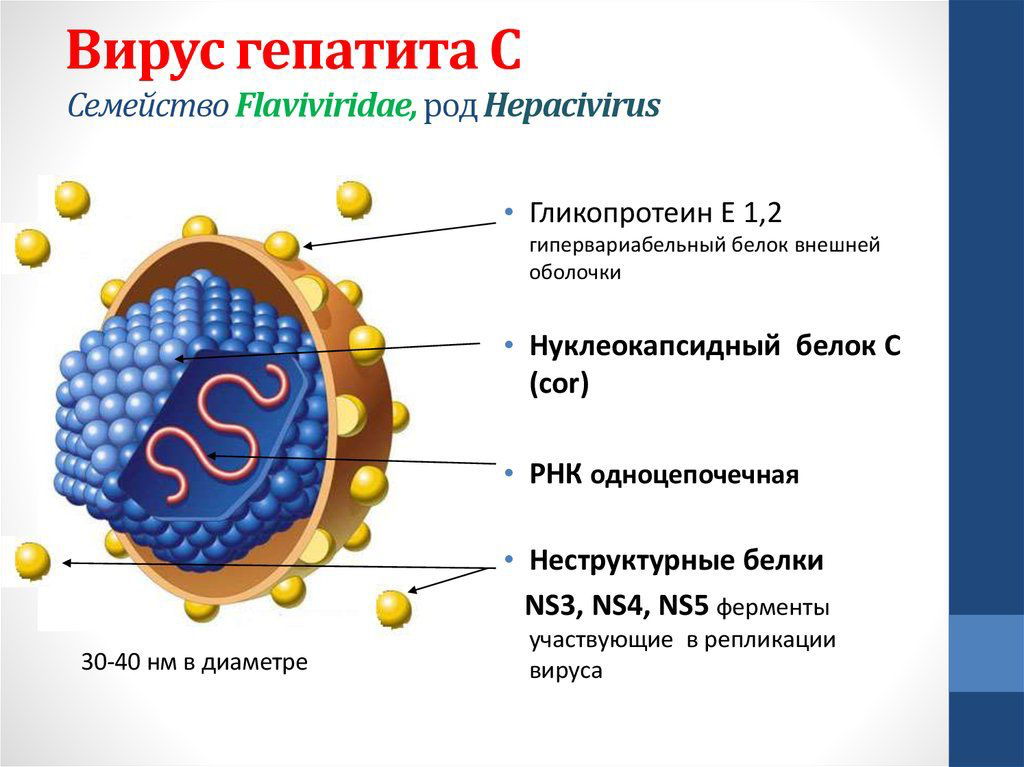 Вирус гепатита С
Семейство Flaviviridae, род Hepacivirus
• Гликопротеин Е 1,2
гипервариабельный белок внешней
оболочки
• Нуклеокапсидный белок С
(cor)
• РНК одноцепочечная
• Неструктурные белки
NS3, NS4, NS5 ферменты
участвующие в репликации
вируса
30-40 нм в диаметре